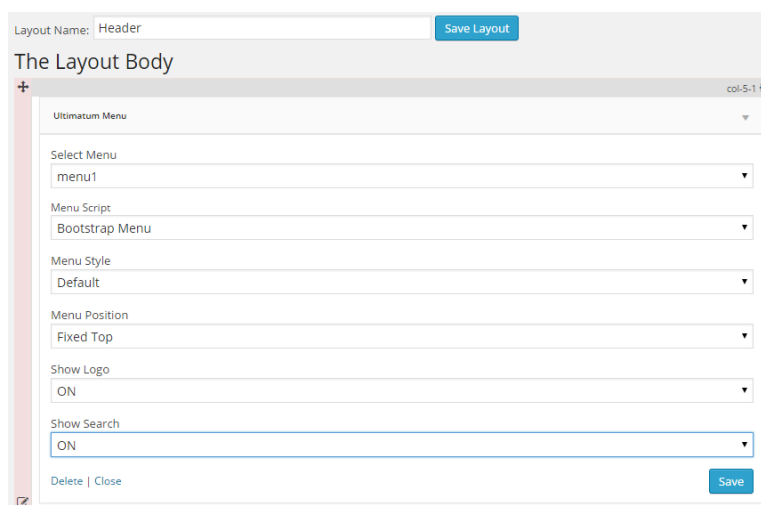 Layout Name: Header Save Layout
The Layout Body
col-5-1
Ultimatum Menu
Select Menu
menu1
Menu Script
Bootstrap Menu
Menu Style
Default
Menu Position
Fixed Top
Show Logo
ON
Show Search
ON
Delete | Close Save